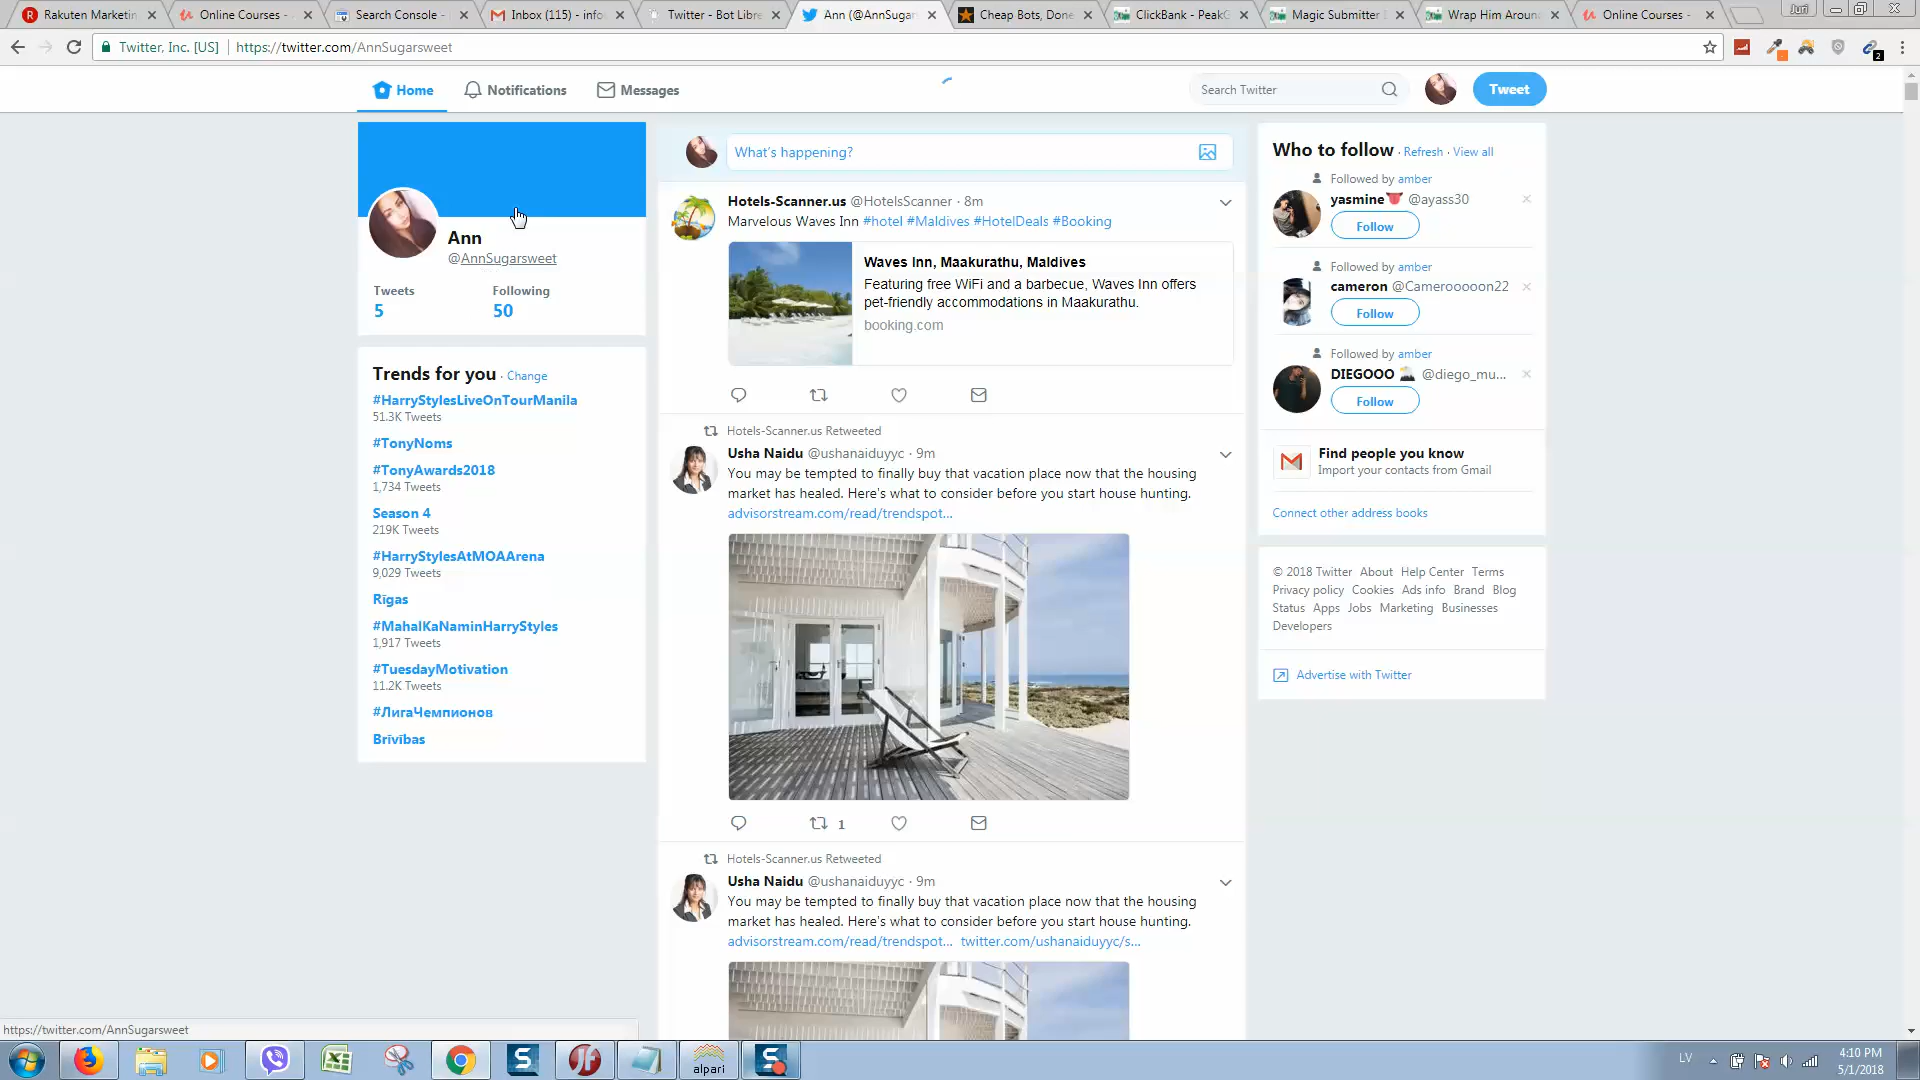 Rakuten Marketin
Online Courses -
Search Console -
Inbox (115) - info
Twitter - Bot Libre
Ann (@AnnSugar
Cheap Bots, Done
ClickBank - PeakC
Magic Submitter
Wrap Him Aroun
Online Courses -
Juri
Twitter, Inc. [US]
https://twitter.com/AnnSugarsweet
2
Home
Notifications
Messages
Search Twitter
Tweet
Ann
@AnnSugarsweet
Tweets
Following
5
50
Trends for you · Change
#HarryStylesLiveOnTourManila
51.3K Tweets
#TonyNoms
#TonyAwards2018
1,734 Tweets
Season 4
219K Tweets
#HarryStylesAtMOAArena
9,029 Tweets
Rīgas
#MahalKaNaminHarryStyles
1,917 Tweets
#TuesdayMotivation
11.2K Tweets
#ЛигаЧемпионов
Brīvības
What's happening?
Hotels-Scanner.us @HotelsScanner · 8m
Marvelous Waves Inn #hotel #Maldives #HotelDeals #Booking
Waves Inn, Maakurathu, Maldives
Featuring free WiFi and a barbecue, Waves Inn offers
pet-friendly accommodations in Maakurathu.
booking.com
Hotels-Scanner.us Retweeted
Usha Naidu @ushanaiduyyc · 9m
You may be tempted to finally buy that vacation place now that the housing
market has healed. Here's what to consider before you start house hunting.
advisorstream.com/read/trendspot...
1
Hotels-Scanner.us Retweeted
Usha Naidu @ushanaiduyyc · 9m
You may be tempted to finally buy that vacation place now that the housing
market has healed. Here's what to consider before you start house hunting.
advisorstream.com/read/trendspot... twitter.com/ushanaiduyyc/s...
Who to follow · Refresh · View all
Followed by amber
yasmine @ayass30
Follow
Followed by amber
cameron @Camerooooon22
Follow
Followed by amber
DIEGOOO @diego_mu...
Follow
Find people you know
Import your contacts from Gmail
Connect other address books
© 2018 Twitter About Help Center Terms
Privacy policy Cookies Ads info Brand Blog
Status Apps Jobs Marketing Businesses
Developers
Advertise with Twitter
https://twitter.com/AnnSugarsweet
alpari
LV
4:10 PM
5/1/2018